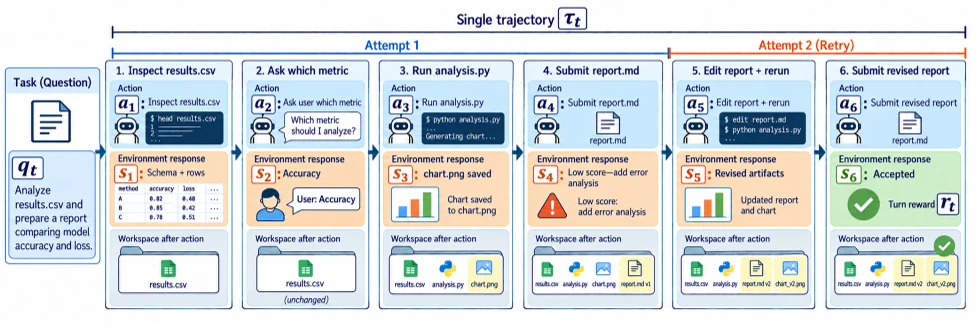 Single trajectory τt
Attempt 1
Attempt 2 (Retry)
Task (Question)
qt
Analyze
results.csv and
prepare a report
comparing model
accuracy and loss.
1. Inspect results.csv
Action
a1: Inspect results.csv
$ head results.csv
1
2
...
Environment response
s1: Schema + rows
method accuracy loss ...
A 0.82 0.48 ...
B 0.85 0.42 ...
C 0.78 0.51 ...
Workspace after action
results.csv
2. Ask which metric
Action
a2: Ask user which metric
Which metric
should I analyze?
Environment response
s2: Accuracy
User: Accuracy
Workspace after action
results.csv
(unchanged)
3. Run analysis.py
Action
a3: Run analysis.py
$ python analysis.py
...
Generating chart...
Environment response
s3: chart.png saved
Chart saved
to chart.png
Workspace after action
results.csv analysis.py chart.png
4. Submit report.md
Action
a4: Submit report.md
report.md
Environment response
s4: Low score—add error
analysis
Low score:
add error analysis
Workspace after action
results.csv analysis.py chart.png report.md v1
5. Edit report + rerun
Action
a5: Edit report + rerun
$ edit report.md
$ python analysis.py
...
Environment response
s5: Revised artifacts
Updated report
and chart
Workspace after action
results.csv analysis.py report.md v2 chart_v2.png
6. Submit revised report
Action
a6: Submit revised report
report.md
Environment response
s6: Accepted
Turn reward rt
Workspace after action
results.csv analysis.py report.md v2 chart_v2.png